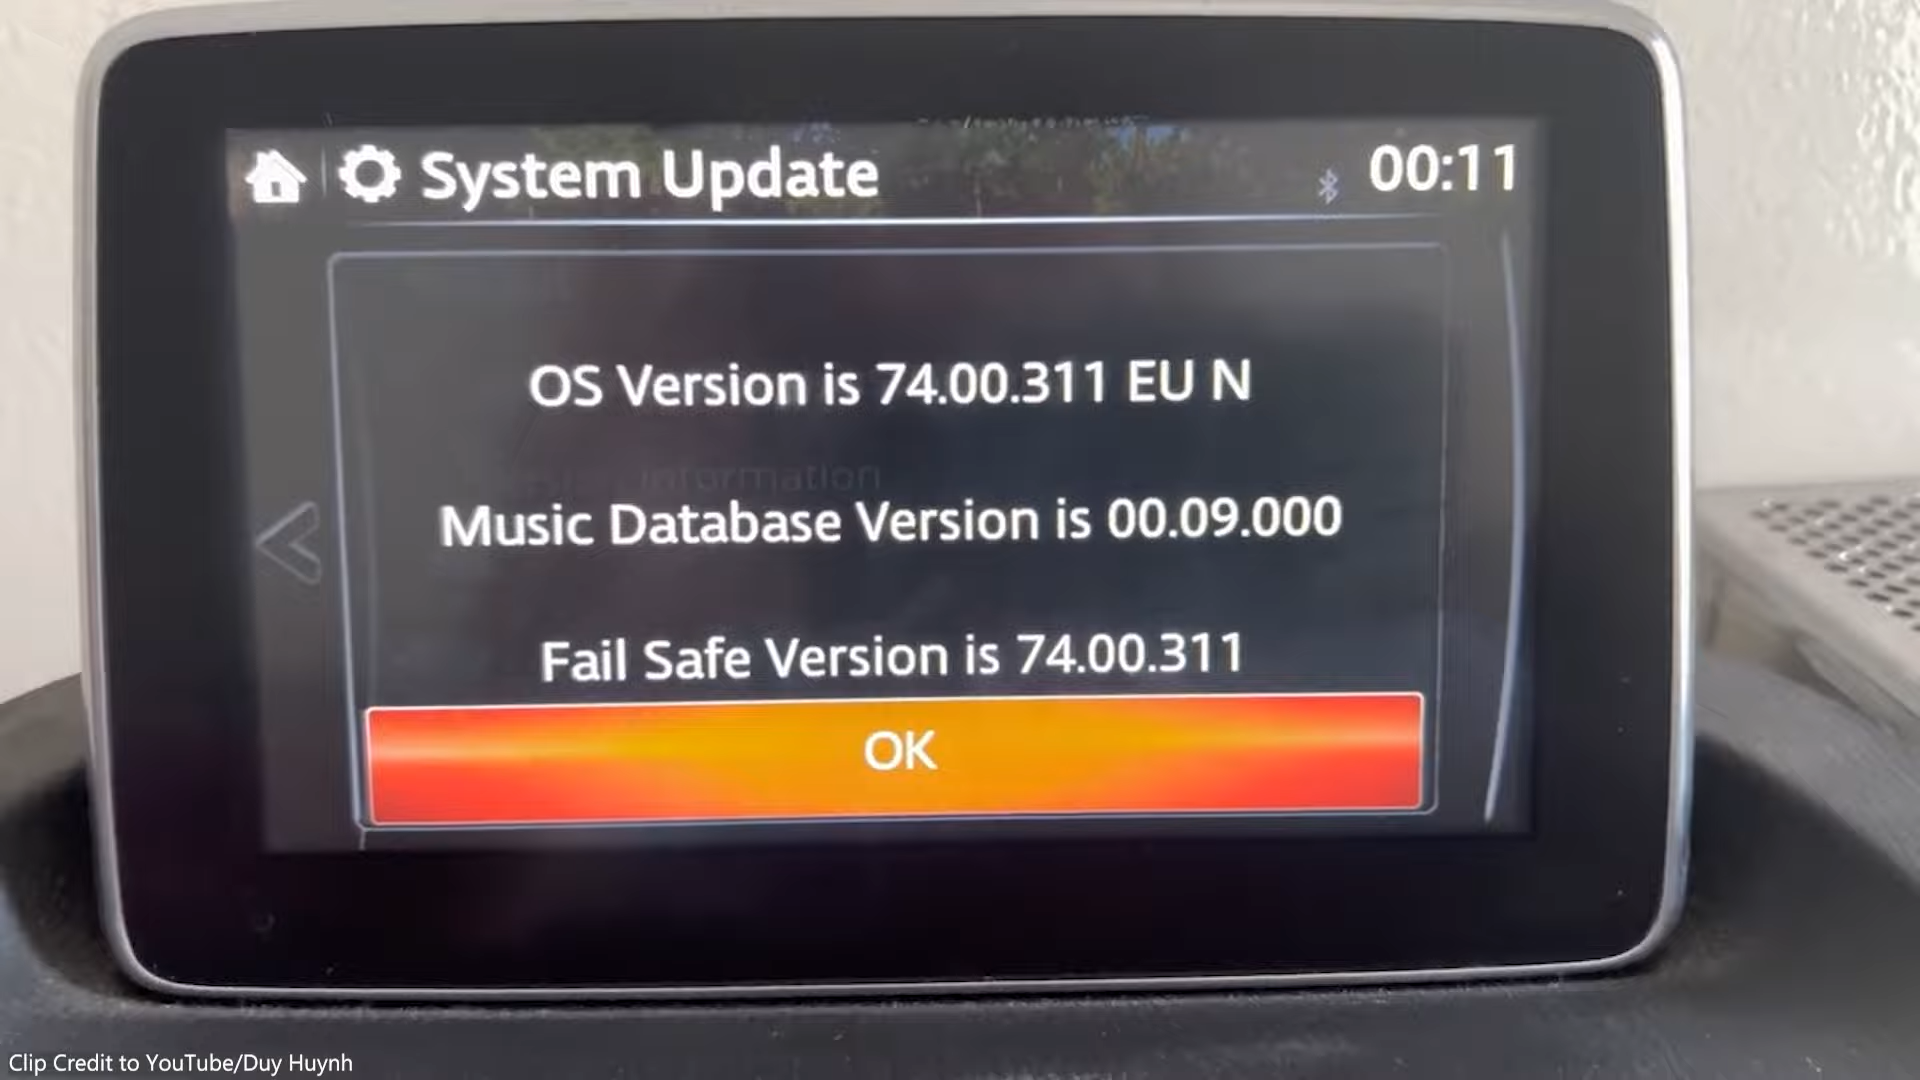 System Update
00:11
OS Version is 74.00.311 EU N
information
Music Database Version is 00.09.000
Fail Safe Version is 74.00.311
OK
Clip Credit to YouTube/Duy Huynh